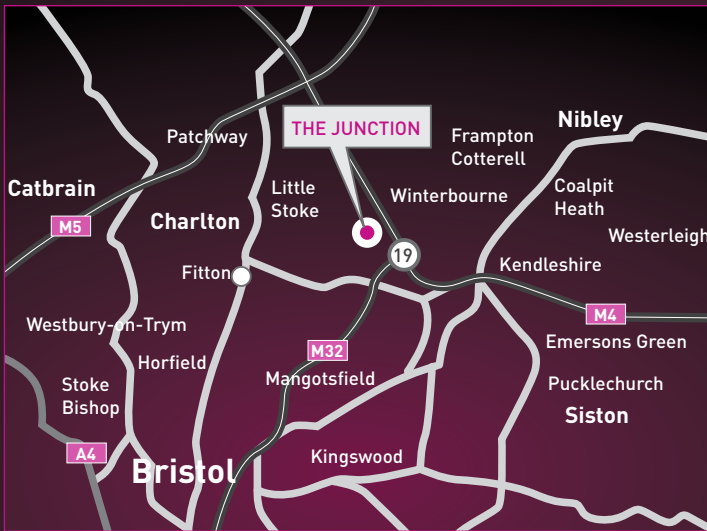 Nibley
THE JUNCTION
Patchway
Frampton
Cotterell
Catbrain
Little
Stoke
Winterbourne
Coalpit
Heath
M5
Charlton
Westerleigh
19
Fitton
Kendleshire
M4
Westbury-on-Trym
Emersons Green
M32
Horfield
Mangotsfield
Stoke
Bishop
Pucklechurch
Siston
A4
Bristol
Kingswood